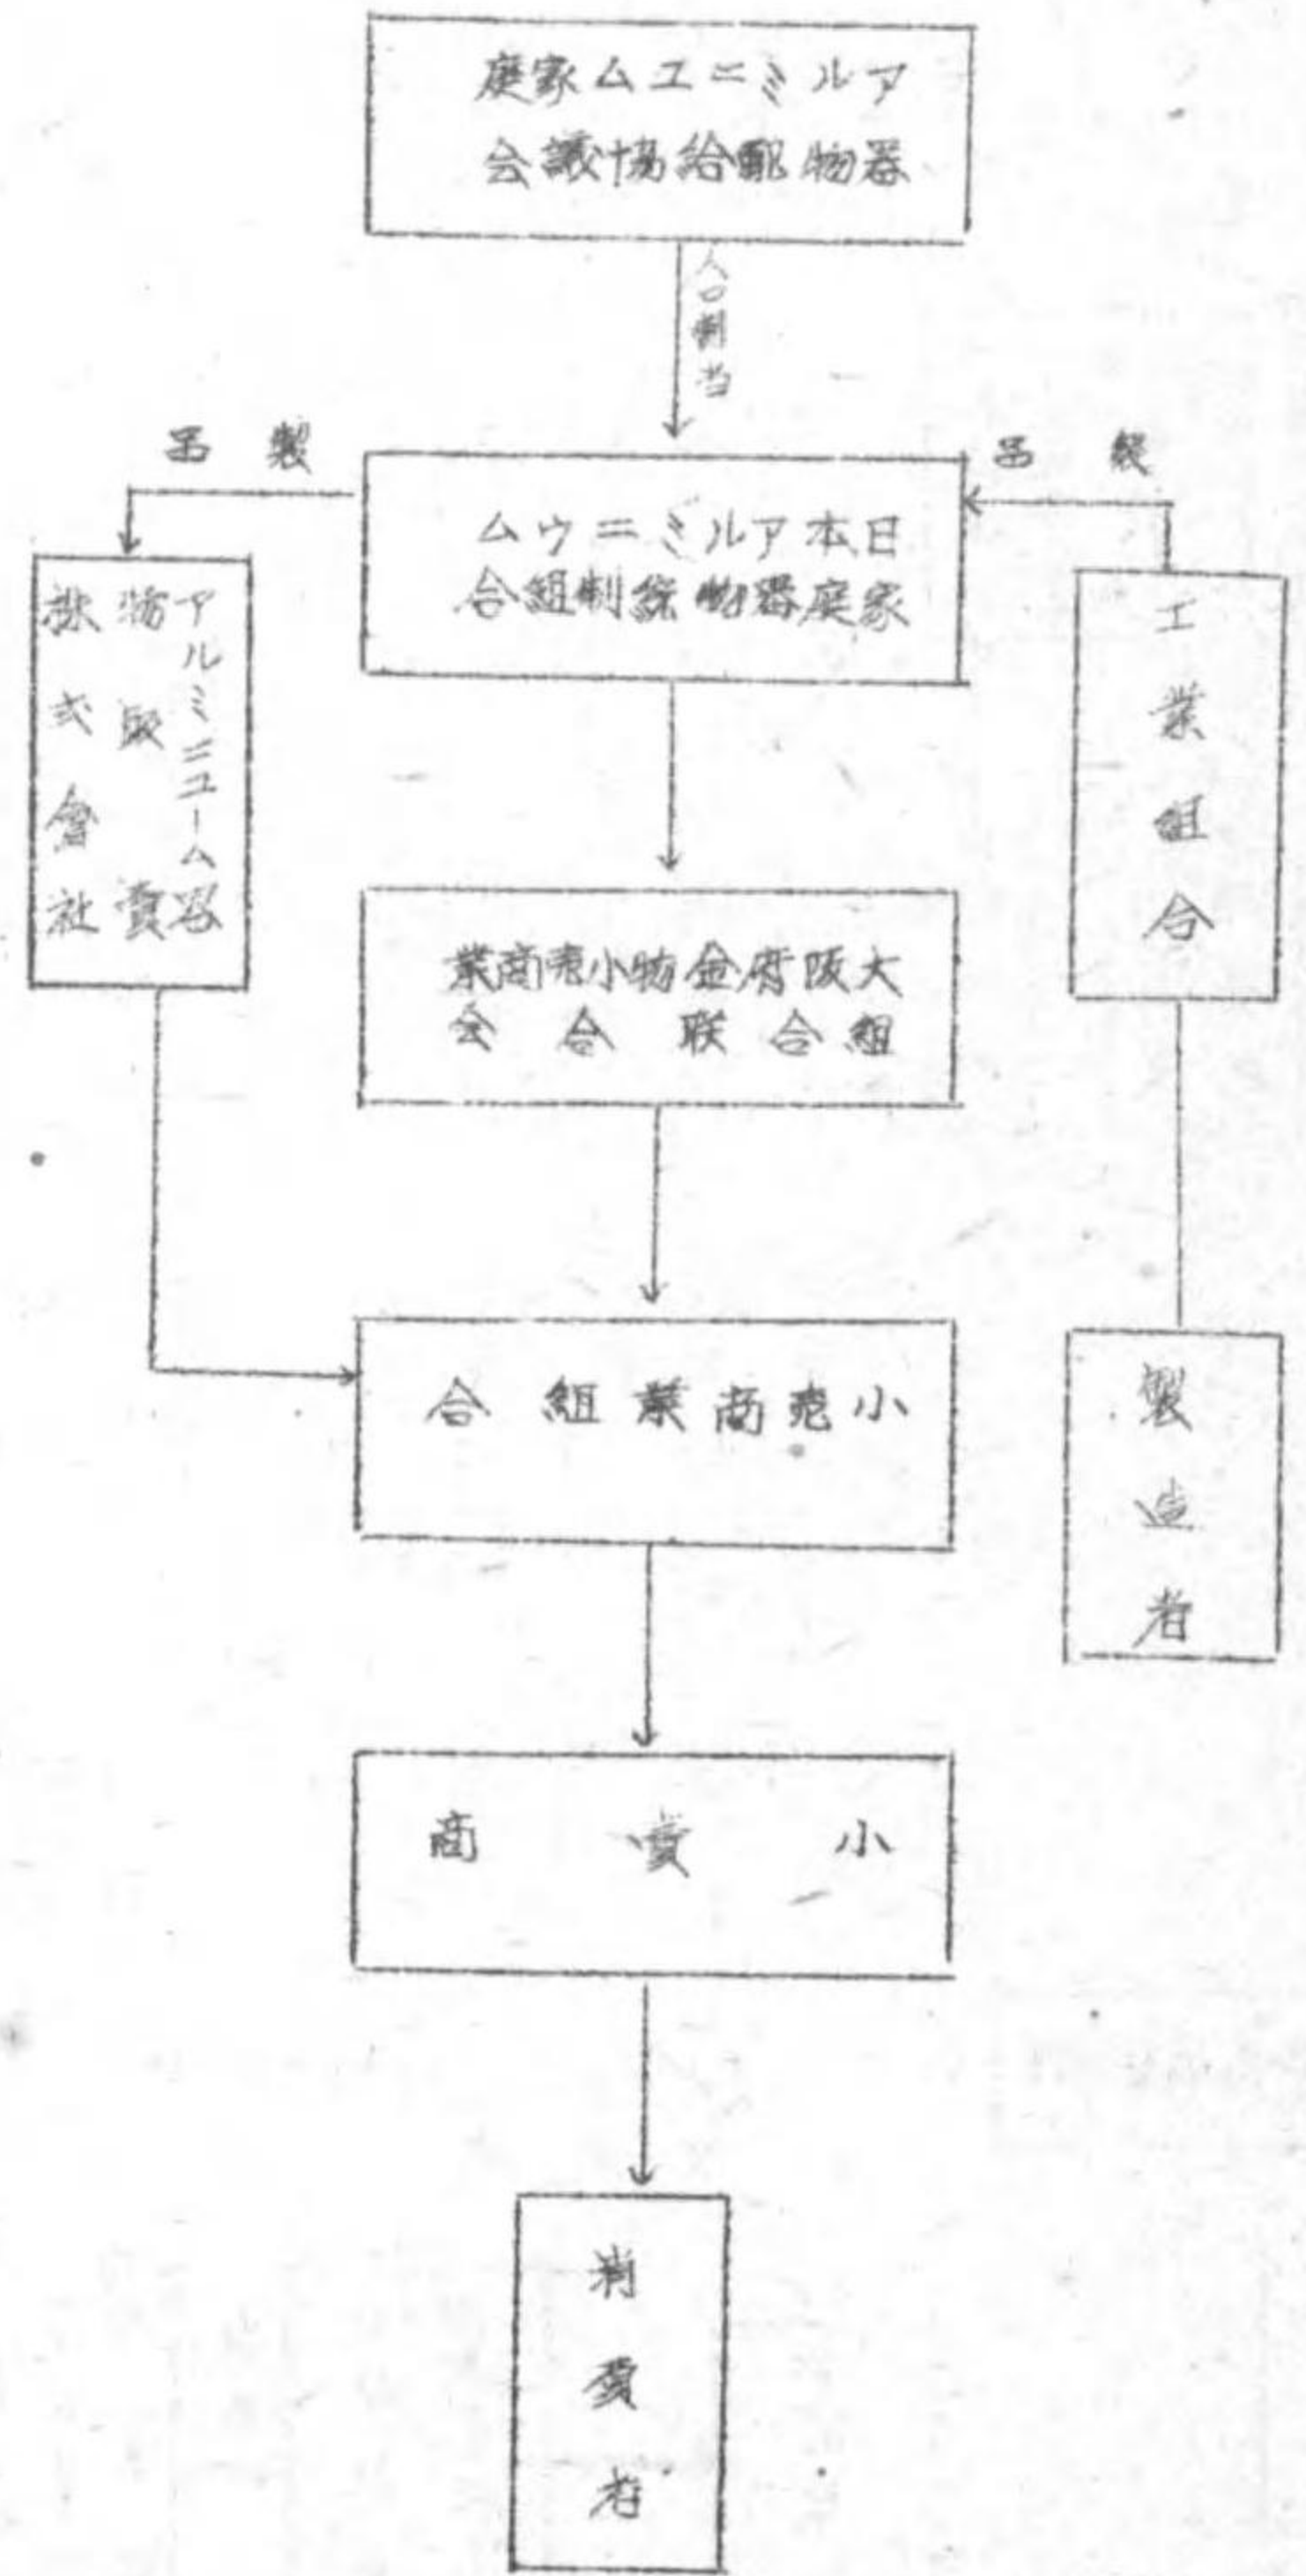 アルミニユム家庭
器物配給協議会
人口割当
製品
製品
日本アルミニウム
家庭器物統制組合
工業組合
アルミニユーム器
物販賣
株式會社
大阪府金物小売商業
組合联合会
小売商業組合
製造者
小賣商
消費者